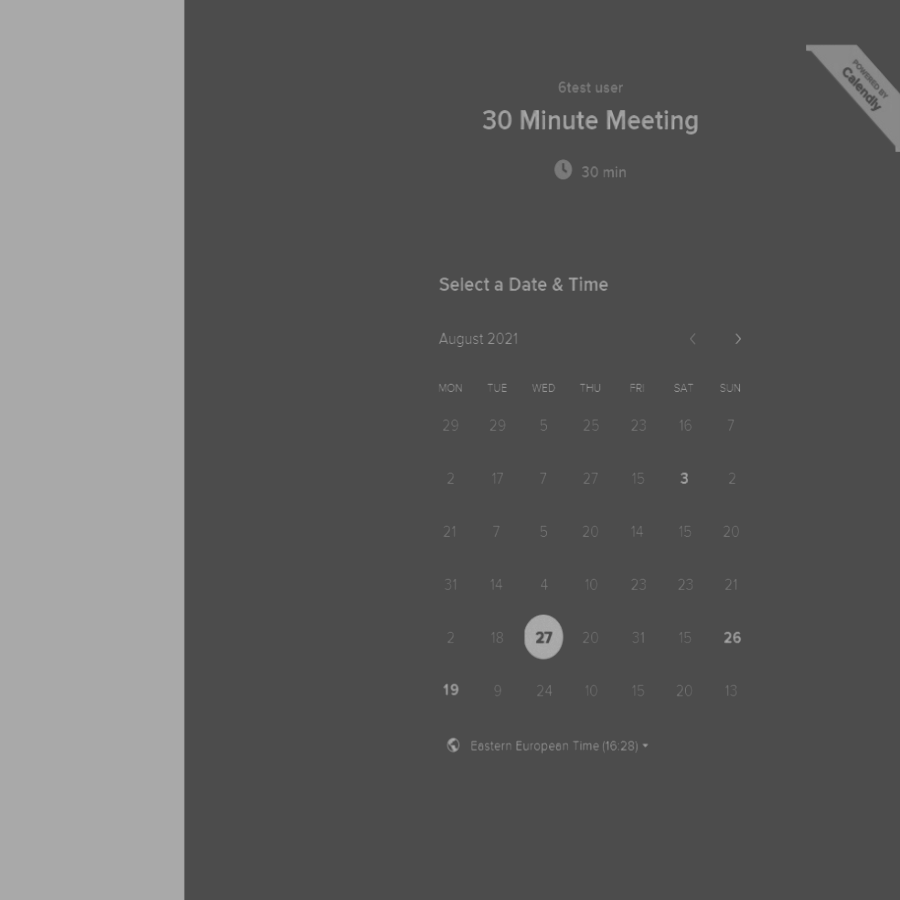 POWERED BY
Calendly
6test user
30 Minute Meeting
30 min
Select a Date & Time
August 2021
MON TUE WED THU FRI SAT SUN
29 29 5 25 23 16 7
2 17 7 27 15 3 2
21 7 5 20 14 15 20
31 14 4 10 23 23 21
2 18 27 20 31 15 26
19 9 24 10 15 20 13
Eastern European Time (16:28)